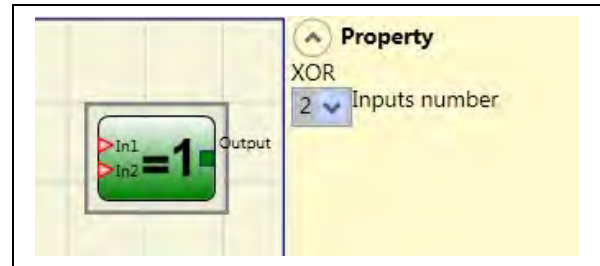 Property
XOR
2 Inputs number
In1
In2
=1
Output